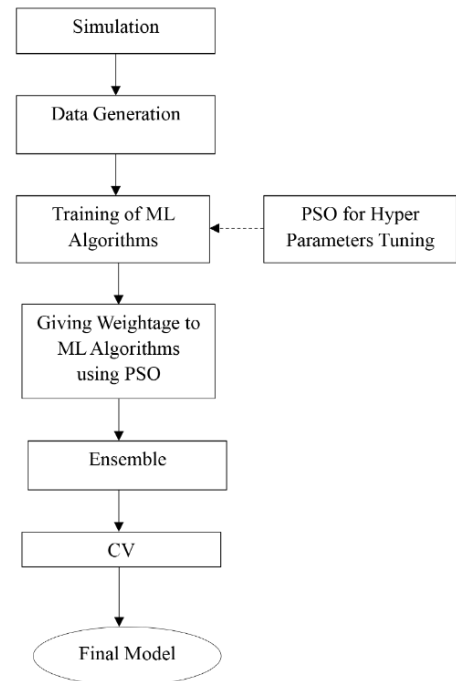 Simulation
Data Generation
Training of ML
Algorithms
PSO for Hyper
Parameters Tuning
Giving Weightage to
ML Algorithms
using PSO
Ensemble
CV
Final Model